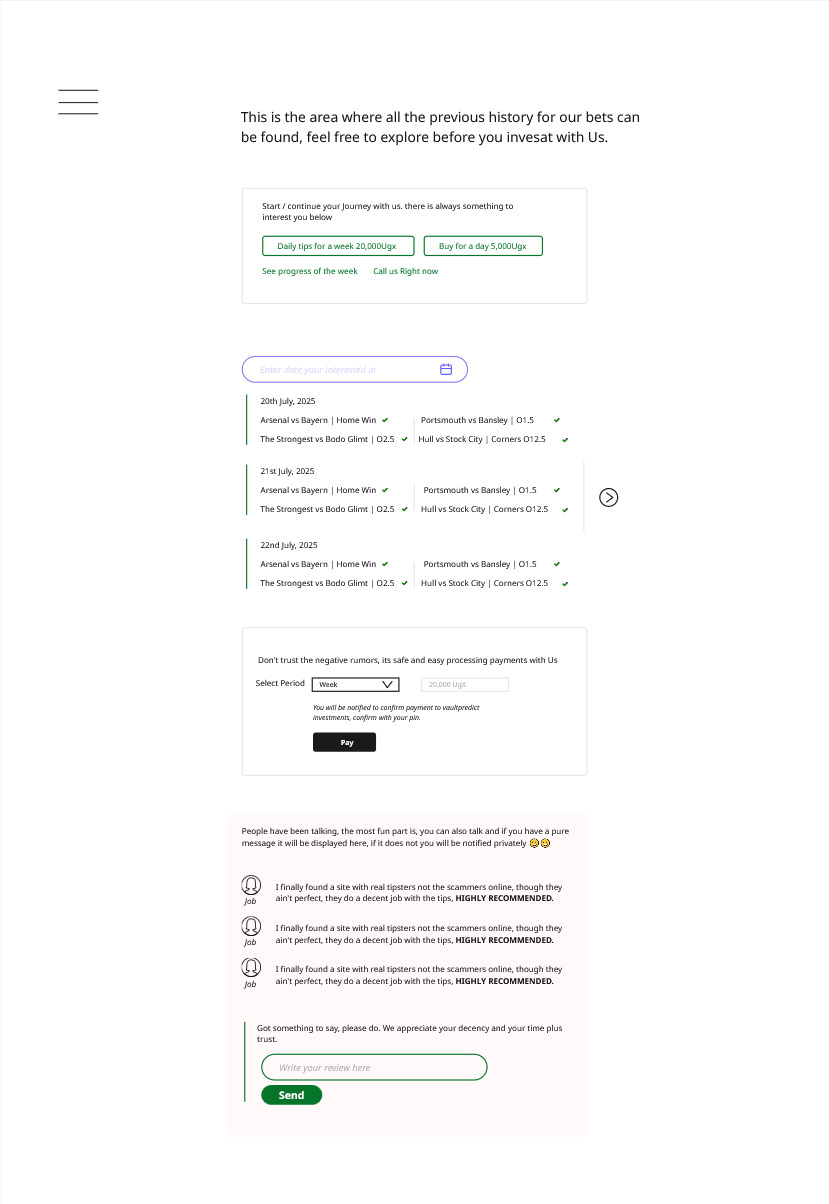 This is the area where all the previous history for our bets can
be found, feel free to explore before you invesat with Us.
Start / continue your Journey with us. there is always something to
interest you below
Daily tips for a week 20,000Ugx
Buy for a day 5,000Ugx
See progress of the week
Call us Right now
Enter date your interested in
20th July, 2025
Arsenal vs Bayern | Home Win
Portsmouth vs Bansley | O1.5
The Strongest vs Bodo Glimt | O2.5
Hull vs Stock City | Corners O12.5
21st July, 2025
Arsenal vs Bayern | Home Win
Portsmouth vs Bansley | O1.5
The Strongest vs Bodo Glimt | O2.5
Hull vs Stock City | Corners O12.5
22nd July, 2025
Arsenal vs Bayern | Home Win
Portsmouth vs Bansley | O1.5
The Strongest vs Bodo Glimt | O2.5
Hull vs Stock City | Corners O12.5
Don't trust the negative rumors, its safe and easy processing payments with Us
Select Period
Week
20,000 UgX
You will be notified to confirm payment to vaultpredict
investments, confirm with your pin.
Pay
People have been talking, the most fun part is, you can also talk and if you have a pure
message it will be displayed here, if it does not you will be notified privately 😊😊
I finally found a site with real tipsters not the scammers online, though they
ain't perfect, they do a decent job with the tips, HIGHLY RECOMMENDED.
Job
I finally found a site with real tipsters not the scammers online, though they
ain't perfect, they do a decent job with the tips, HIGHLY RECOMMENDED.
Job
I finally found a site with real tipsters not the scammers online, though they
ain't perfect, they do a decent job with the tips, HIGHLY RECOMMENDED.
Job
Got something to say, please do. We appreciate your decency and your time plus
trust.
Write your review here
Send